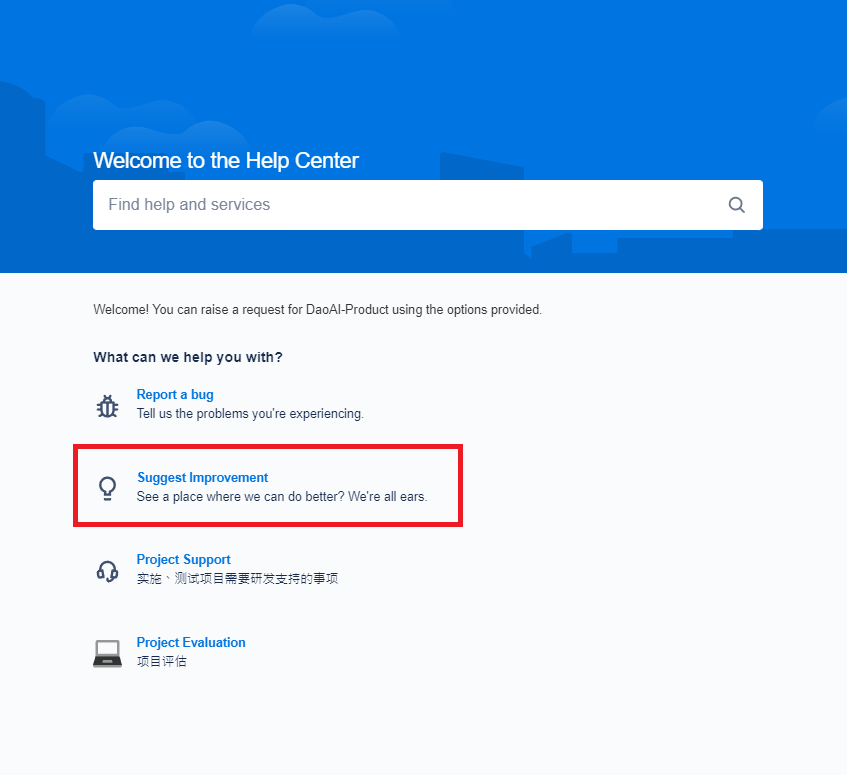 Welcome to the Help Center
Find help and services
Welcome! You can raise a request for DaoAI-Product using the options provided.
What can we help you with?
Report a bug
Tell us the problems you're experiencing.
Suggest Improvement
See a place where we can do better? We're all ears.
Project Support
实施、测试项目需要研发支持的事项
Project Evaluation
项目评估